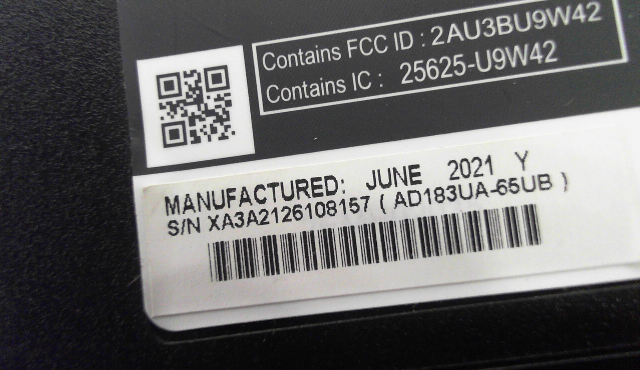 Contains FCC ID : 2AU3BU9W42
Contains IC : 25625-U9W42
MANUFACTURED: JUNE 2021 Y
S/N XA3A2126108157 ( AD183UA-65UB )